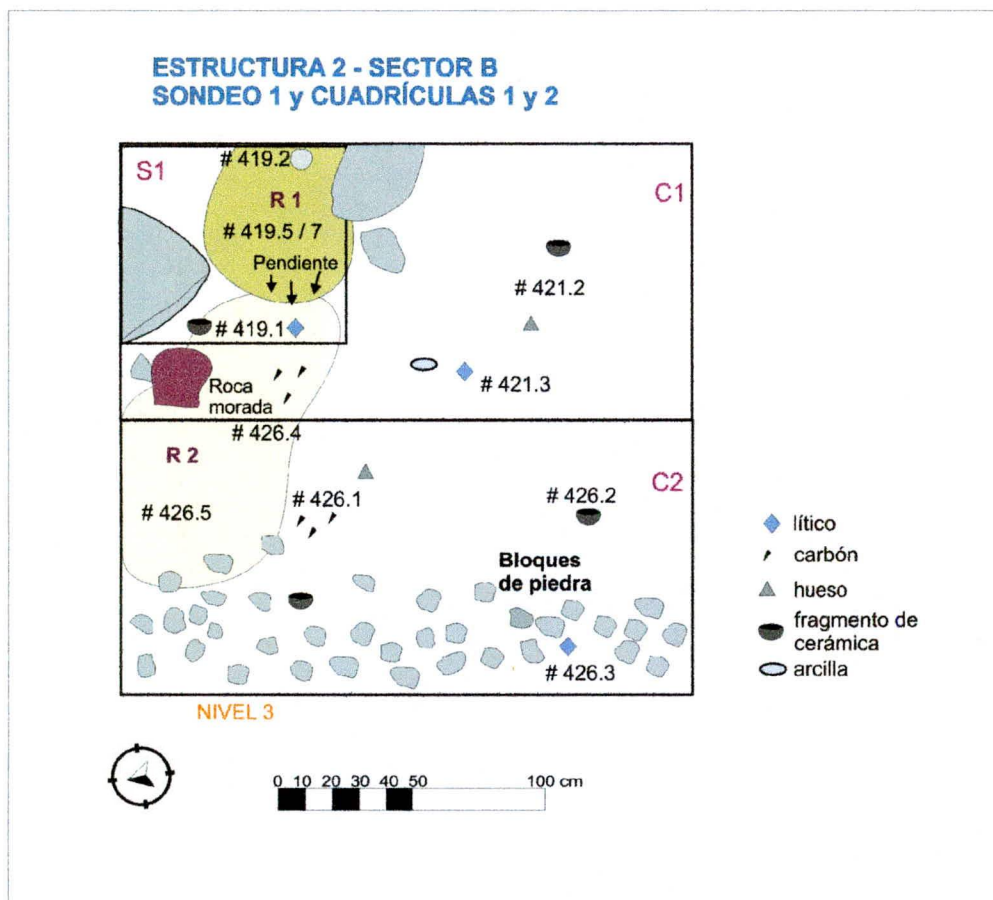 ESTRUCTURA 2 - SECTOR B
SONDEO 1 y CUADRÍCULAS 1 y 2
S1
# 419.2
C1
R 1
# 419.5 / 7
Pendiente
# 421.2
# 419.1
# 421.3
Roca
morada
# 426.4
R 2
C2
# 426.1
# 426.2
# 426.5
Bloques
de piedra
# 426.3
lítico
carbón
hueso
fragmento de
cerámica
arcilla
NIVEL 3
0 10 20 30 40 50 100 cm